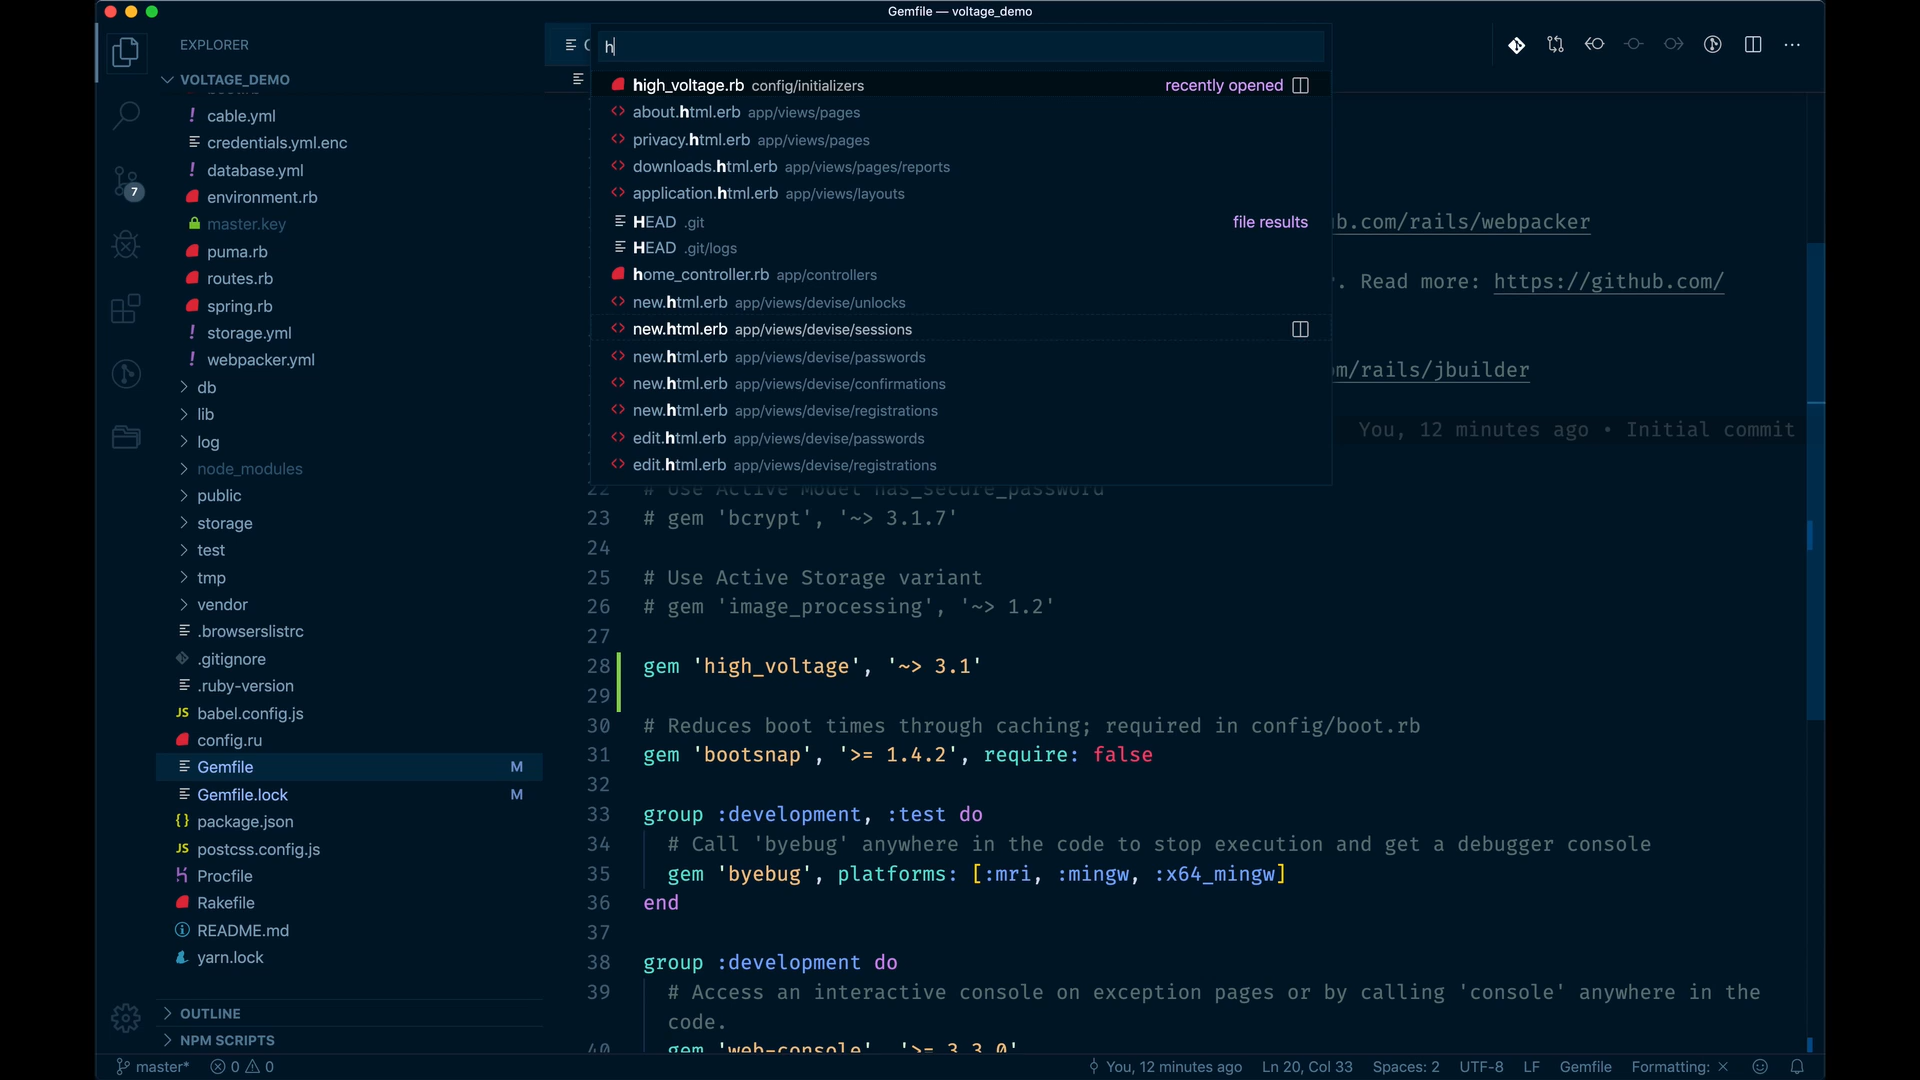 Gemfile — voltage_demo
EXPLORER
VOLTAGE_DEMO
cable.yml
credentials.yml.enc
database.yml
environment.rb
master.key
puma.rb
routes.rb
spring.rb
storage.yml
webpacker.yml
db
lib
log
node_modules
public
storage
test
tmp
vendor
.browserslistrc
.gitignore
.ruby-version
babel.config.js
config.ru
Gemfile M
Gemfile.lock M
package.json
postcss.config.js
Procfile
Rakefile
README.md
yarn.lock
OUTLINE
NPM SCRIPTS
7
h
high_voltage.rb config/initializers recently opened
about.html.erb app/views/pages
privacy.html.erb app/views/pages
downloads.html.erb app/views/pages/reports
application.html.erb app/views/layouts
HEAD .git file results
HEAD .git/logs
home_controller.rb app/controllers
new.html.erb app/views/devise/unlocks
new.html.erb app/views/devise/sessions
new.html.erb app/views/devise/passwords
new.html.erb app/views/devise/confirmations
new.html.erb app/views/devise/registrations
edit.html.erb app/views/devise/passwords
edit.html.erb app/views/devise/registrations
b.com/rails/webpacker
. Read more: https://github.com/
m/rails/jbuilder
You, 12 minutes ago • Initial commit
22 # Use Active Model has_secure_password
23 # gem 'bcrypt', '~> 3.1.7'
24
25 # Use Active Storage variant
26 # gem 'image_processing', '~> 1.2'
27
28 gem 'high_voltage', '~> 3.1'
29
30 # Reduces boot times through caching; required in config/boot.rb
31 gem 'bootsnap', '>= 1.4.2', require: false
32
33 group :development, :test do
34 # Call 'byebug' anywhere in the code to stop execution and get a debugger console
35 gem 'byebug', platforms: [:mri, :mingw, :x64_mingw]
36 end
37
38 group :development do
39 # Access an interactive console on exception pages or by calling 'console' anywhere in the
code.
40 gem 'web-console', '>= 3.3.0'
master* 0 0 You, 12 minutes ago Ln 20, Col 33 Spaces: 2 UTF-8 LF Gemfile Formatting: ×